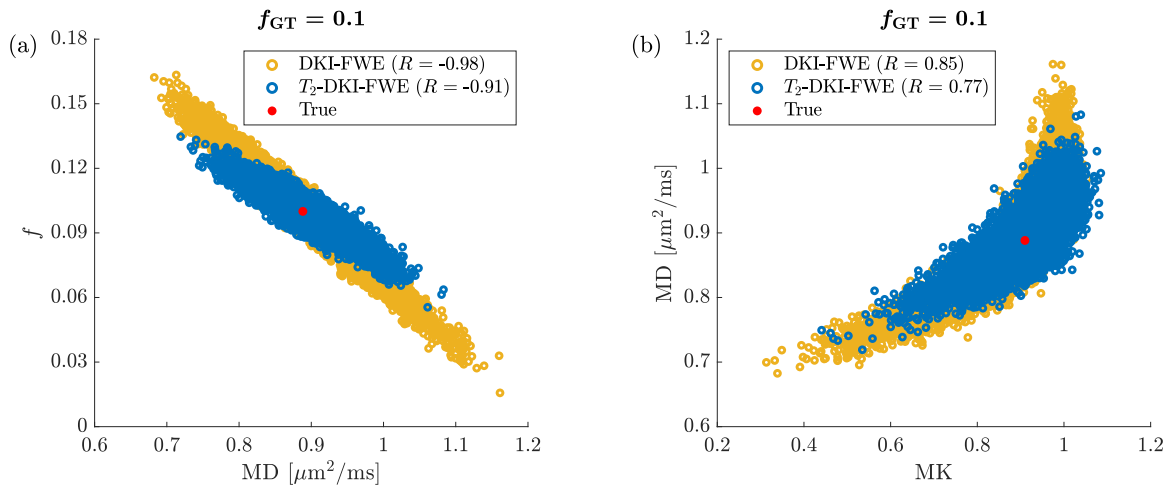 f_GT = 0.1
(a)
DKI-FWE (R = -0.98)
T₂-DKI-FWE (R = -0.91)
True
0.18
0.15
0.12
0.09
0.06
0.03
0
f
0.6 0.7 0.8 0.9 1 1.1 1.2
MD [μm²/ms]
f_GT = 0.1
(b)
DKI-FWE (R = 0.85)
T₂-DKI-FWE (R = 0.77)
True
1.2
1.1
1
0.9
0.8
0.7
0.6
MD [μm²/ms]
0.2 0.4 0.6 0.8 1 1.2
MK